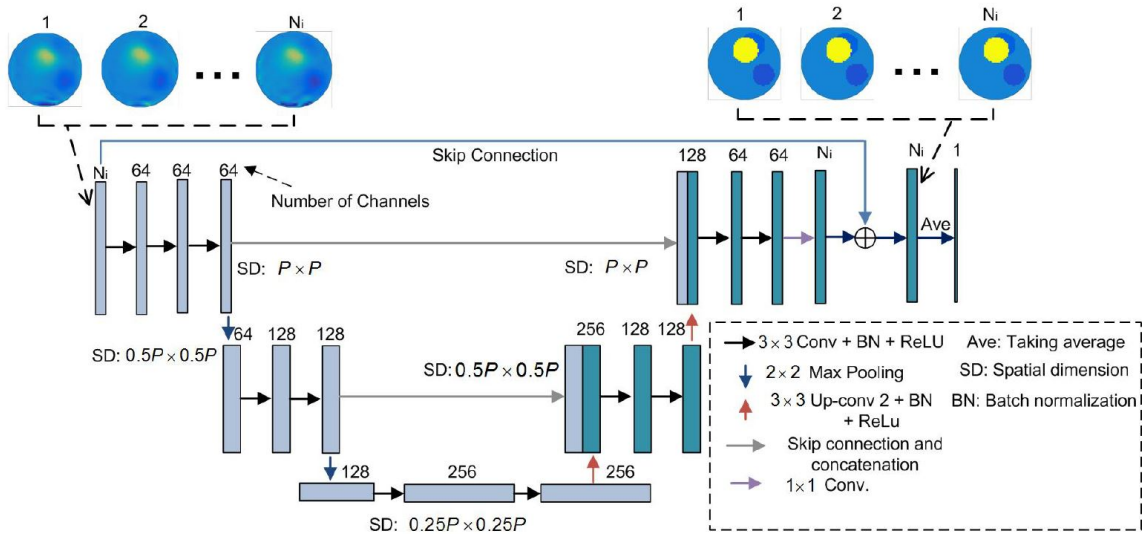 1
2
Ni
1
2
Ni
Skip Connection
Ni
64
64
64
Number of Channels
128
64
64
Ni
Ni
1
Ave
SD: P × P
SD: P × P
64
128
128
SD: 0.5P × 0.5P
256
128
128
SD: 0.5P × 0.5P
128
256
256
SD: 0.25P × 0.25P
3 × 3 Conv + BN + ReLU
2 × 2 Max Pooling
3 × 3 Up-conv 2 + BN
+ ReLu
Skip connection and
concatenation
1×1 Conv.
Ave: Taking average
SD: Spatial dimension
BN: Batch normalization